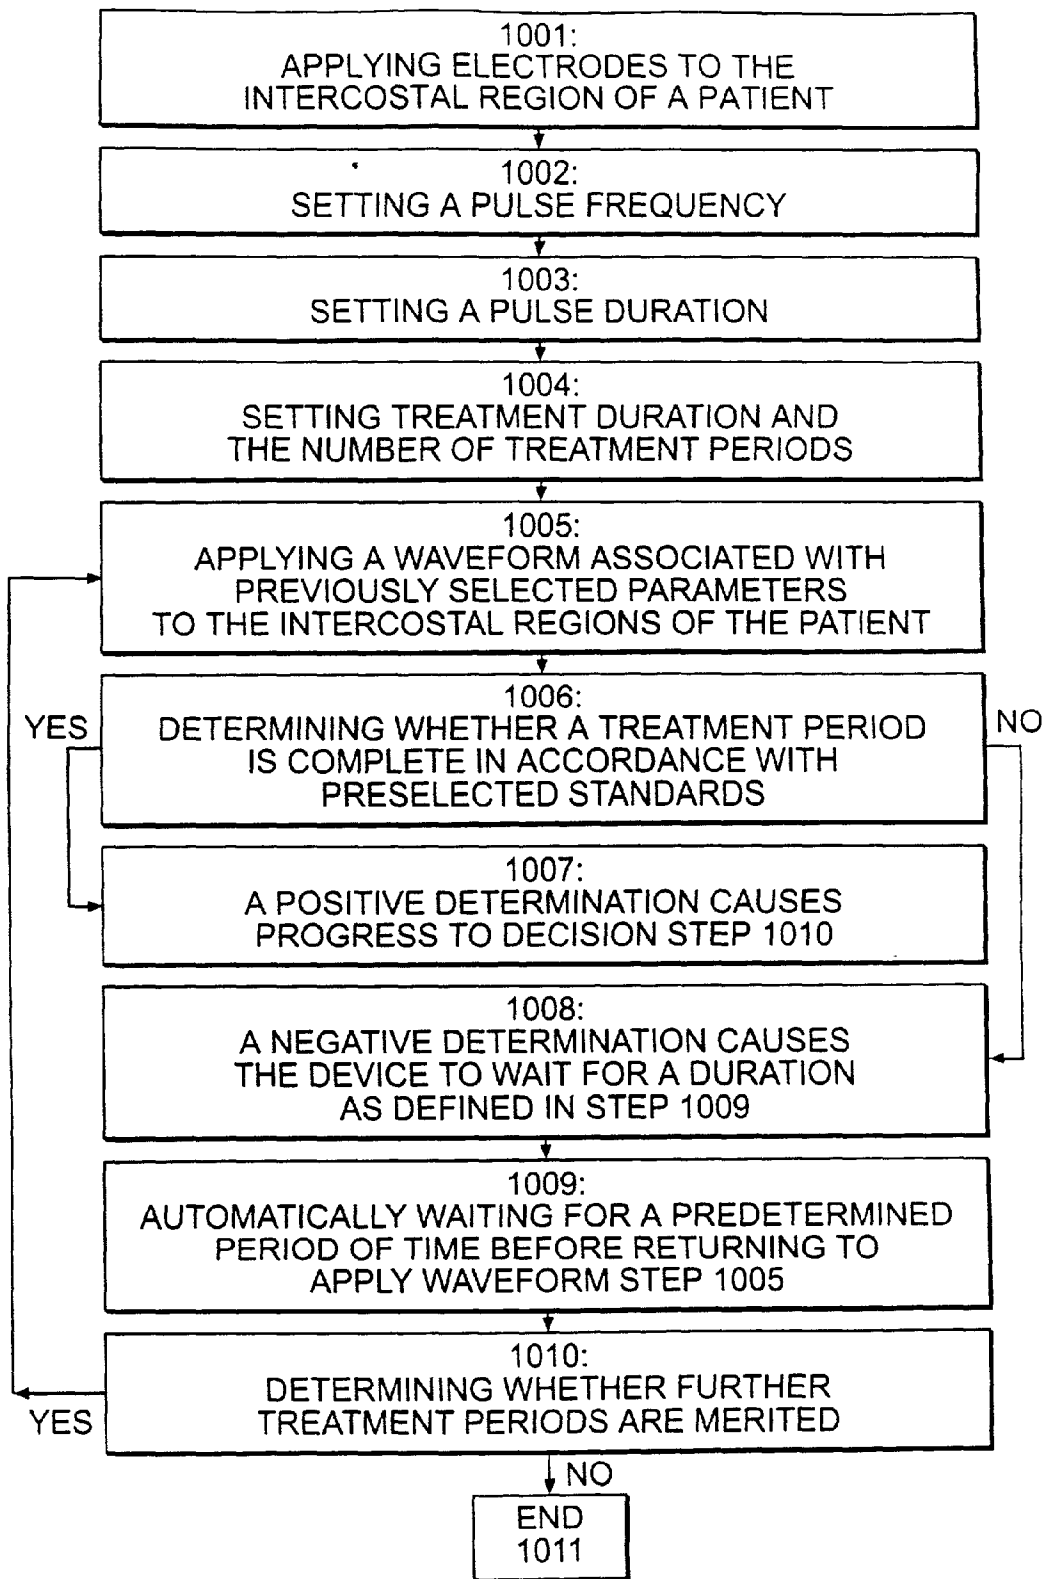 1001:
APPLYING ELECTRODES TO THE
INTERCOSTAL REGION OF A PATIENT
1002:
SETTING A PULSE FREQUENCY
1003:
SETTING A PULSE DURATION
1004:
SETTING TREATMENT DURATION AND
THE NUMBER OF TREATMENT PERIODS
1005:
APPLYING A WAVEFORM ASSOCIATED WITH
PREVIOUSLY SELECTED PARAMETERS
TO THE INTERCOSTAL REGIONS OF THE PATIENT
YES
1006:
DETERMINING WHETHER A TREATMENT PERIOD
IS COMPLETE IN ACCORDANCE WITH
PRESELECTED STANDARDS
NO
1007:
A POSITIVE DETERMINATION CAUSES
PROGRESS TO DECISION STEP 1010
1008:
A NEGATIVE DETERMINATION CAUSES
THE DEVICE TO WAIT FOR A DURATION
AS DEFINED IN STEP 1009
1009:
AUTOMATICALLY WAITING FOR A PREDETERMINED
PERIOD OF TIME BEFORE RETURNING TO
APPLY WAVEFORM STEP 1005
1010:
DETERMINING WHETHER FURTHER
TREATMENT PERIODS ARE MERITED
YES
NO
END
1011